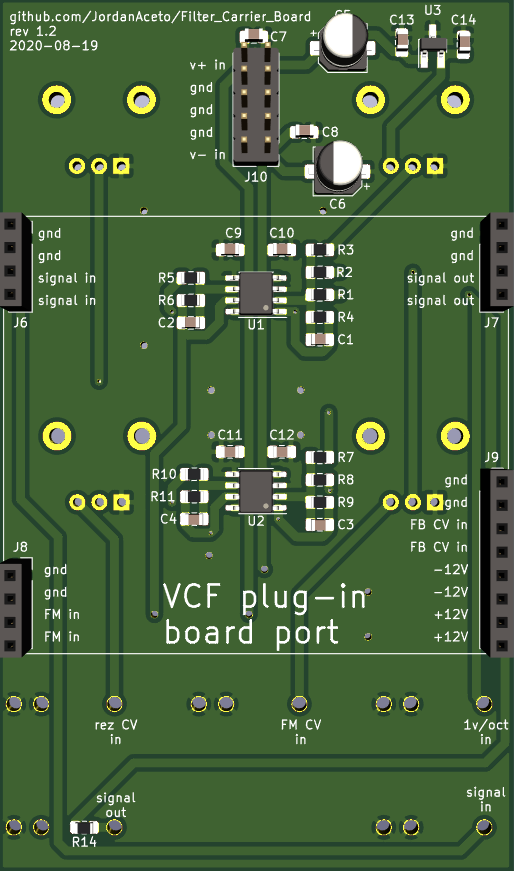 github.com/JordanAceto/Filter_Carrier_Board
rev 1.2
2020-08-19
C5
C13
U3
C14
C7
v+ in
gnd
gnd
gnd
v- in
C8
J10
C6
gnd
gnd
signal in
signal in
J6
C9
C10
R5
R6
C2
U1
R3
R2
R1
R4
C1
gnd
gnd
signal out
signal out
J7
C11
C12
R10
R11
C4
U2
R7
R8
R9
C3
J9
gnd
gnd
FB CV in
FB CV in
-12V
-12V
+12V
+12V
J8
gnd
gnd
FM in
FM in
VCF plug-in
board port
rez CV
in
FM CV
in
1v/oct
in
signal
out
R14
signal
in